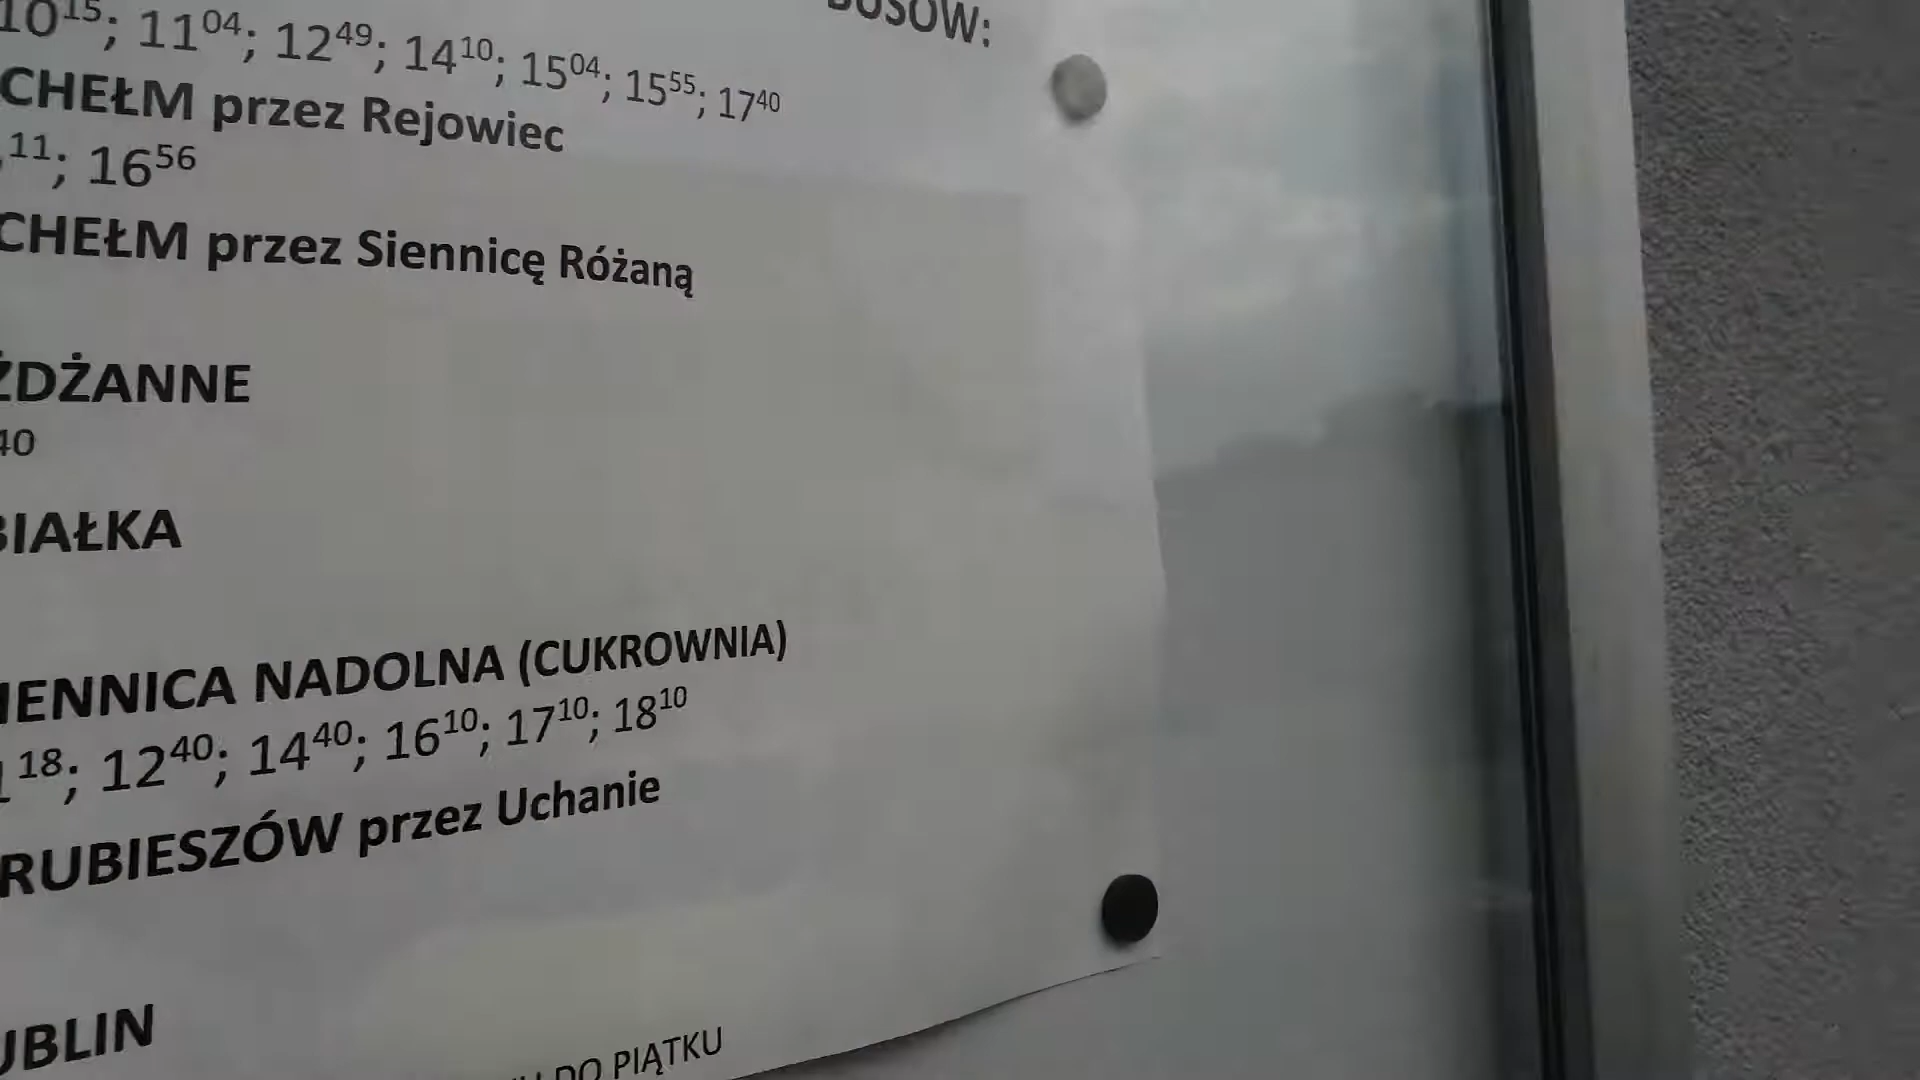 BUSÓW:
10¹⁵; 11⁰⁴; 12⁴⁹; 14¹⁰; 15⁰⁴; 15⁵⁵; 17⁴⁰
CHEŁM przez Rejowiec
¹¹; 16⁵⁶
CHEŁM przez Siennicę Różaną
ŻDŻANNE
40
BIAŁKA
IENNICA NADOLNA (CUKROWNIA)
¹⁸; 12⁴⁰; 14⁴⁰; 16¹⁰; 17¹⁰; 18¹⁰
RUBIESZÓW przez Uchanie
UBLIN
DO PIĄTKU